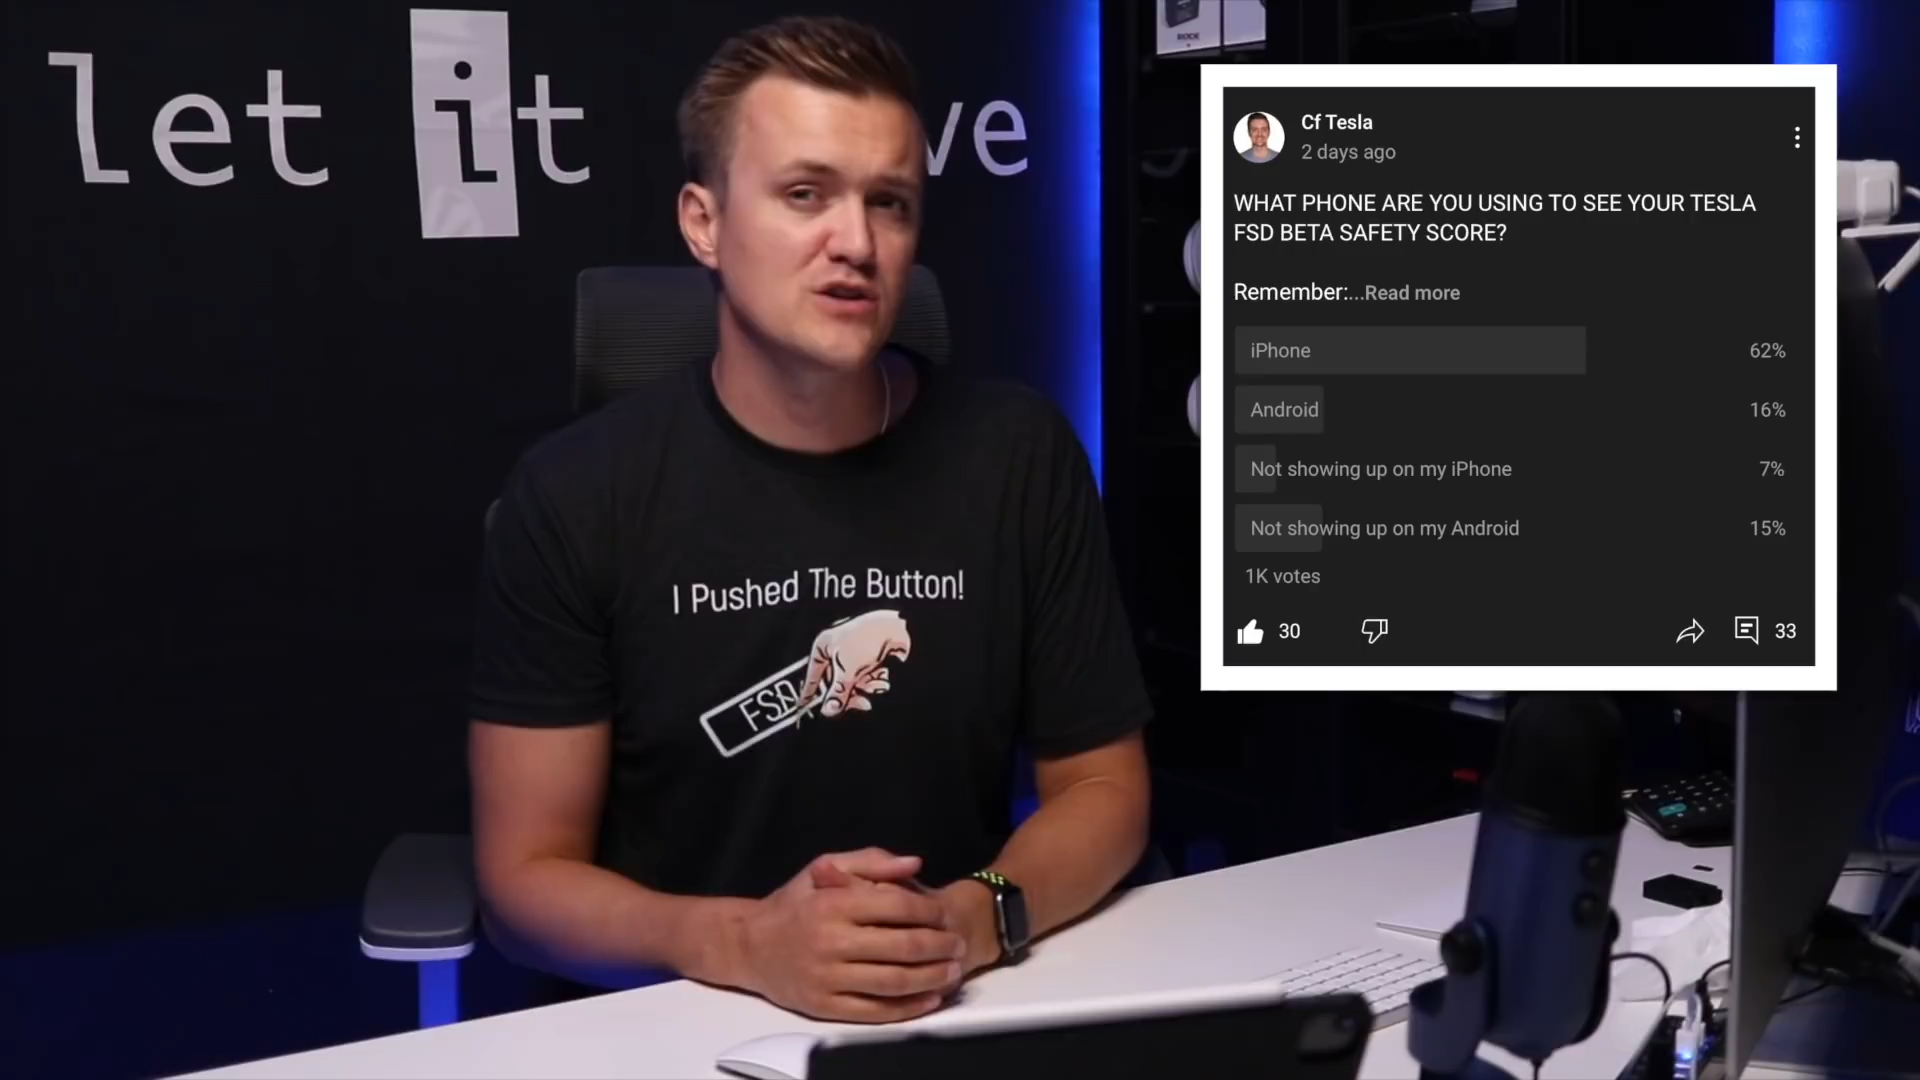 let it ve
RODE
Cf Tesla
2 days ago
WHAT PHONE ARE YOU USING TO SEE YOUR TESLA
FSD BETA SAFETY SCORE?
Remember:...Read more
iPhone 62%
Android 16%
Not showing up on my iPhone 7%
Not showing up on my Android 15%
1K votes
30 33
I Pushed The Button!
FSD